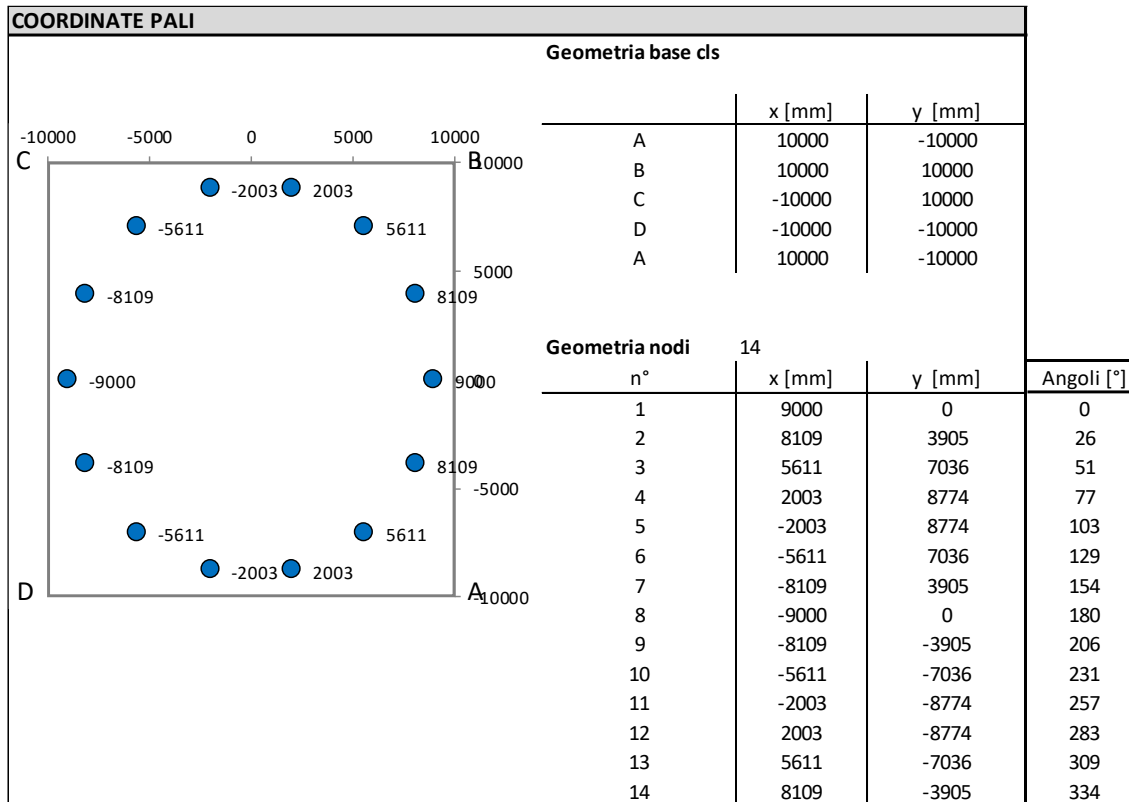 COORDINATE PALI
Geometria base cls
x [mm] y [mm]
A 10000 -10000
B 10000 10000
C -10000 10000
D -10000 -10000
A 10000 -10000
-10000 -5000 0 5000 10000
C B 10000
-2003 2003
-5611 5611
5000
-8109 8109
-9000 9000 0
-8109 8109
-5000
-5611 5611
-2003 2003
D A -10000
Geometria nodi 14
n° x [mm] y [mm] Angoli [°]
1 9000 0 0
2 8109 3905 26
3 5611 7036 51
4 2003 8774 77
5 -2003 8774 103
6 -5611 7036 129
7 -8109 3905 154
8 -9000 0 180
9 -8109 -3905 206
10 -5611 -7036 231
11 -2003 -8774 257
12 2003 -8774 283
13 5611 -7036 309
14 8109 -3905 334